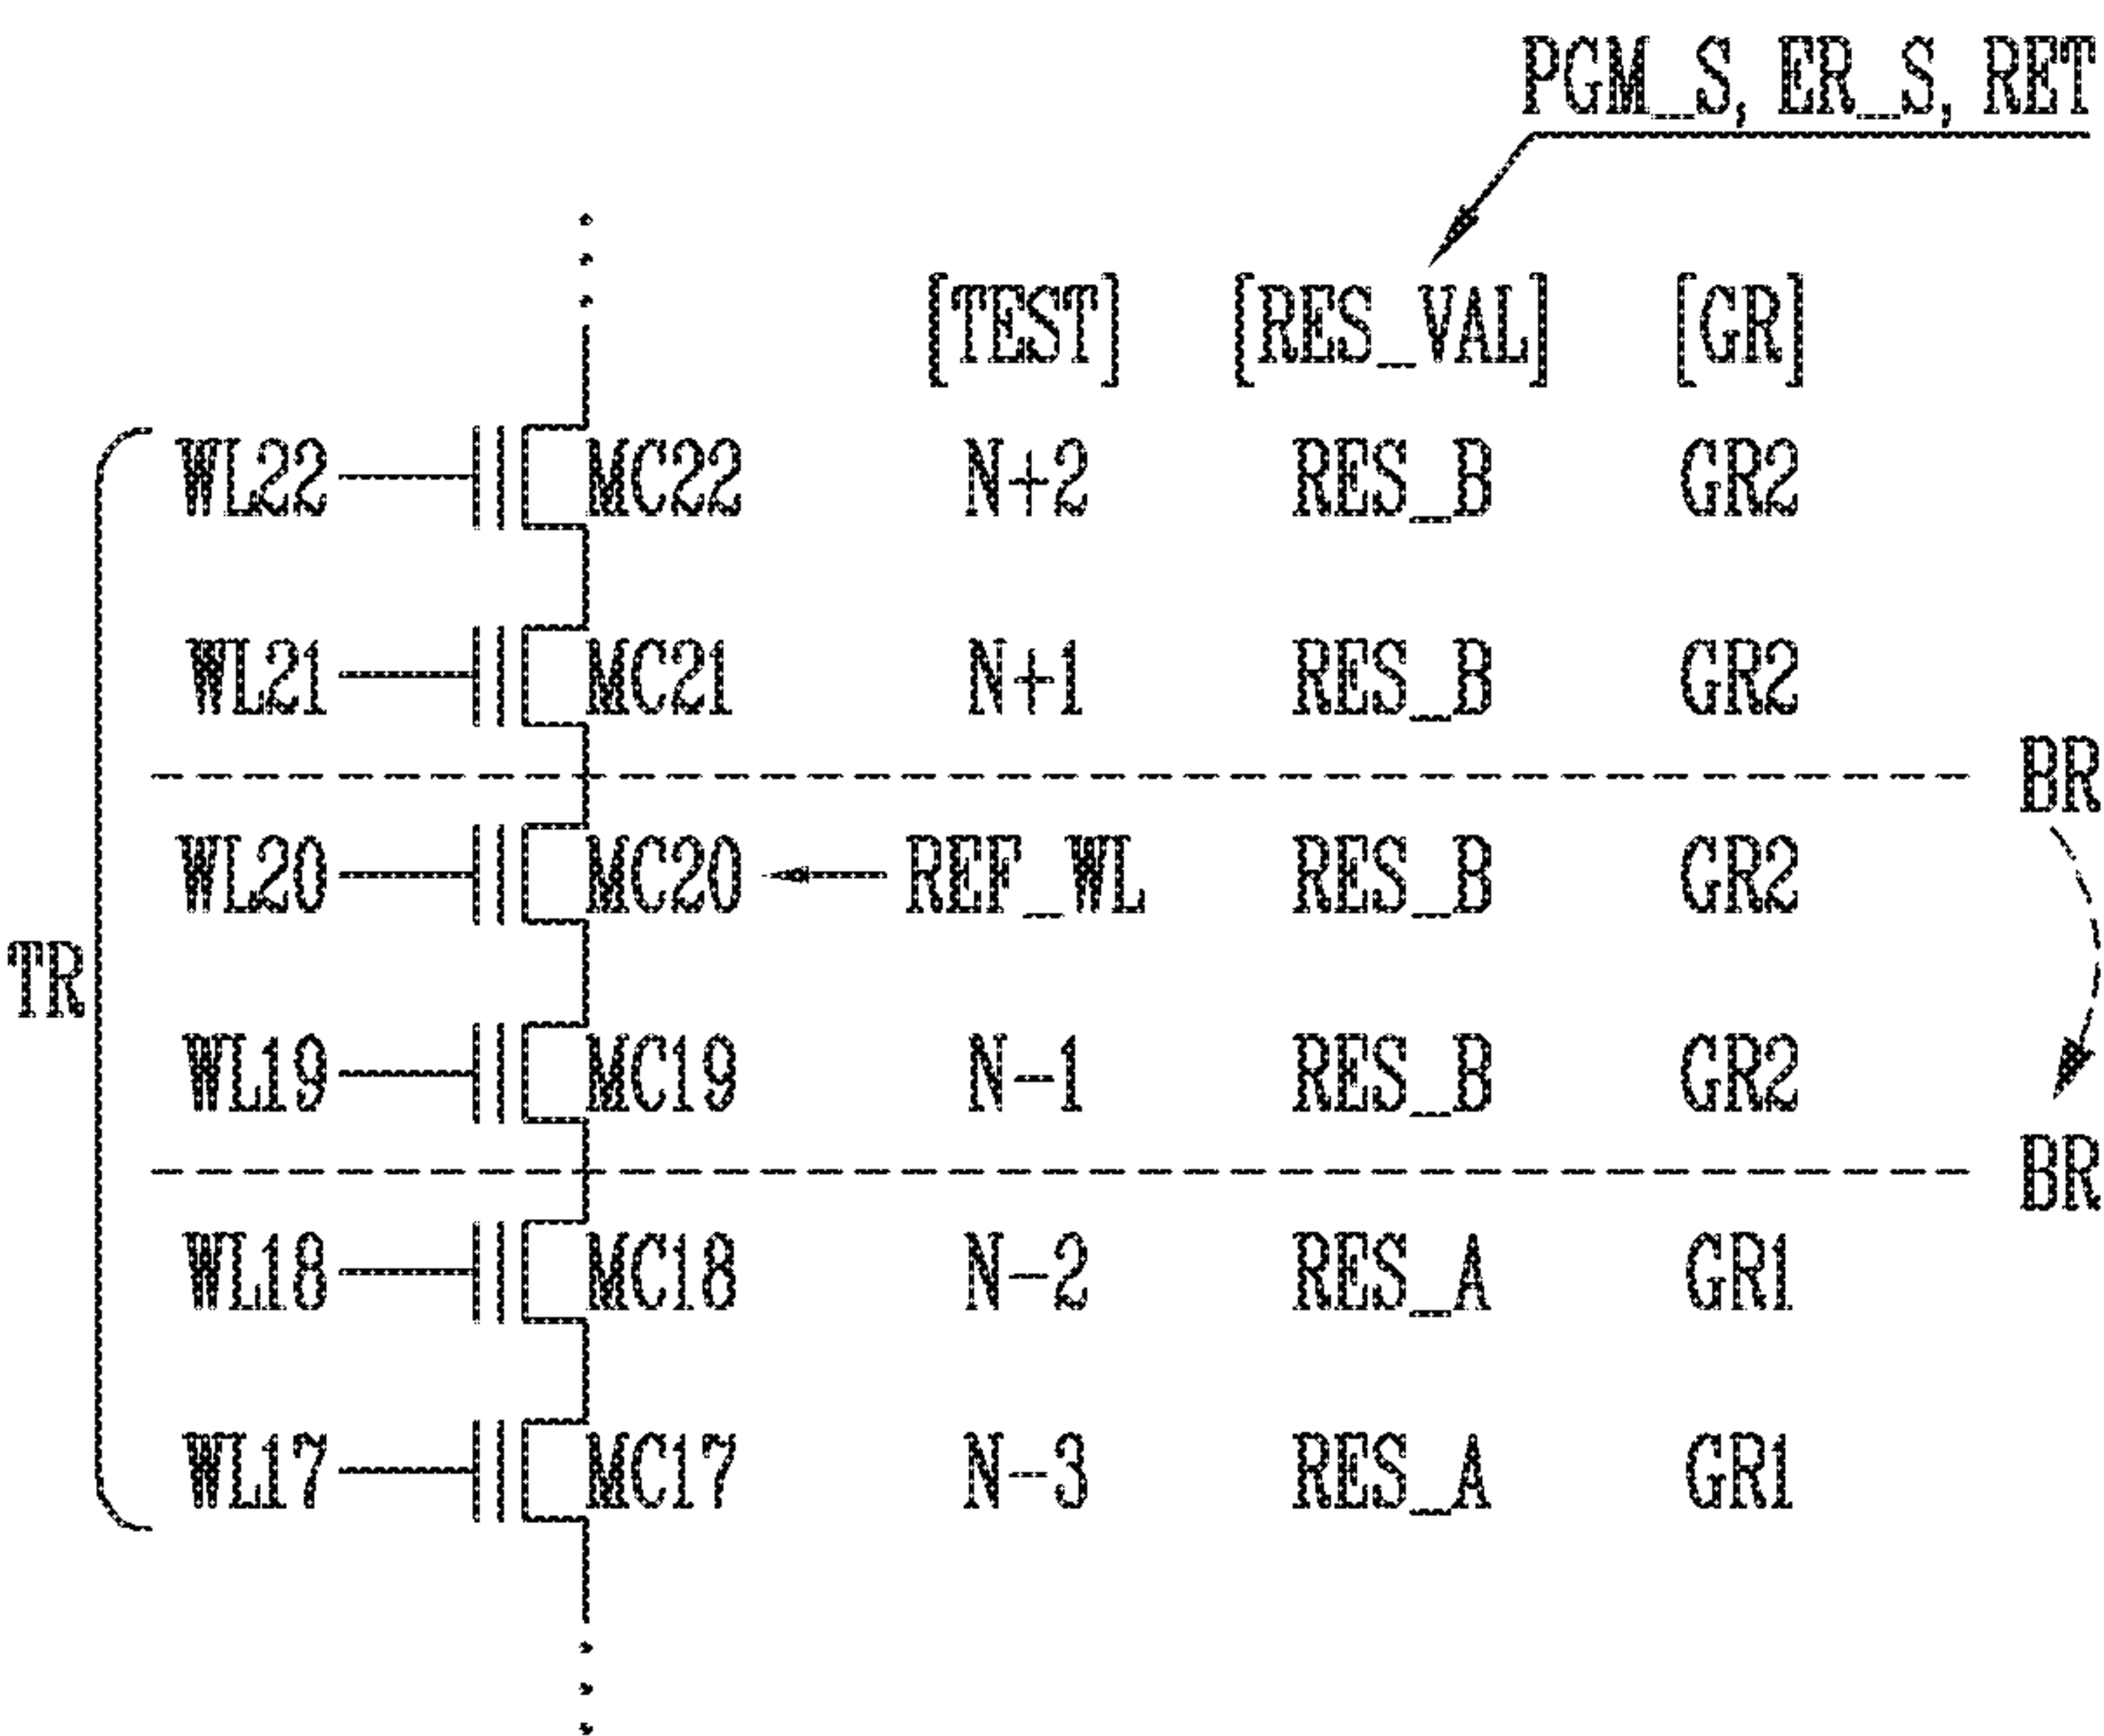 PGM_S, ER_S, RET
[TEST] [RES_VAL] [GR]
WL22 MC22 N+2 RES_B GR2
WL21 MC21 N+1 RES_B GR2
BR
WL20 MC20 REF_WL RES_B GR2
TR
WL19 MC19 N-1 RES_B GR2
BR
WL18 MC18 N-2 RES_A GR1
WL17 MC17 N-3 RES_A GR1